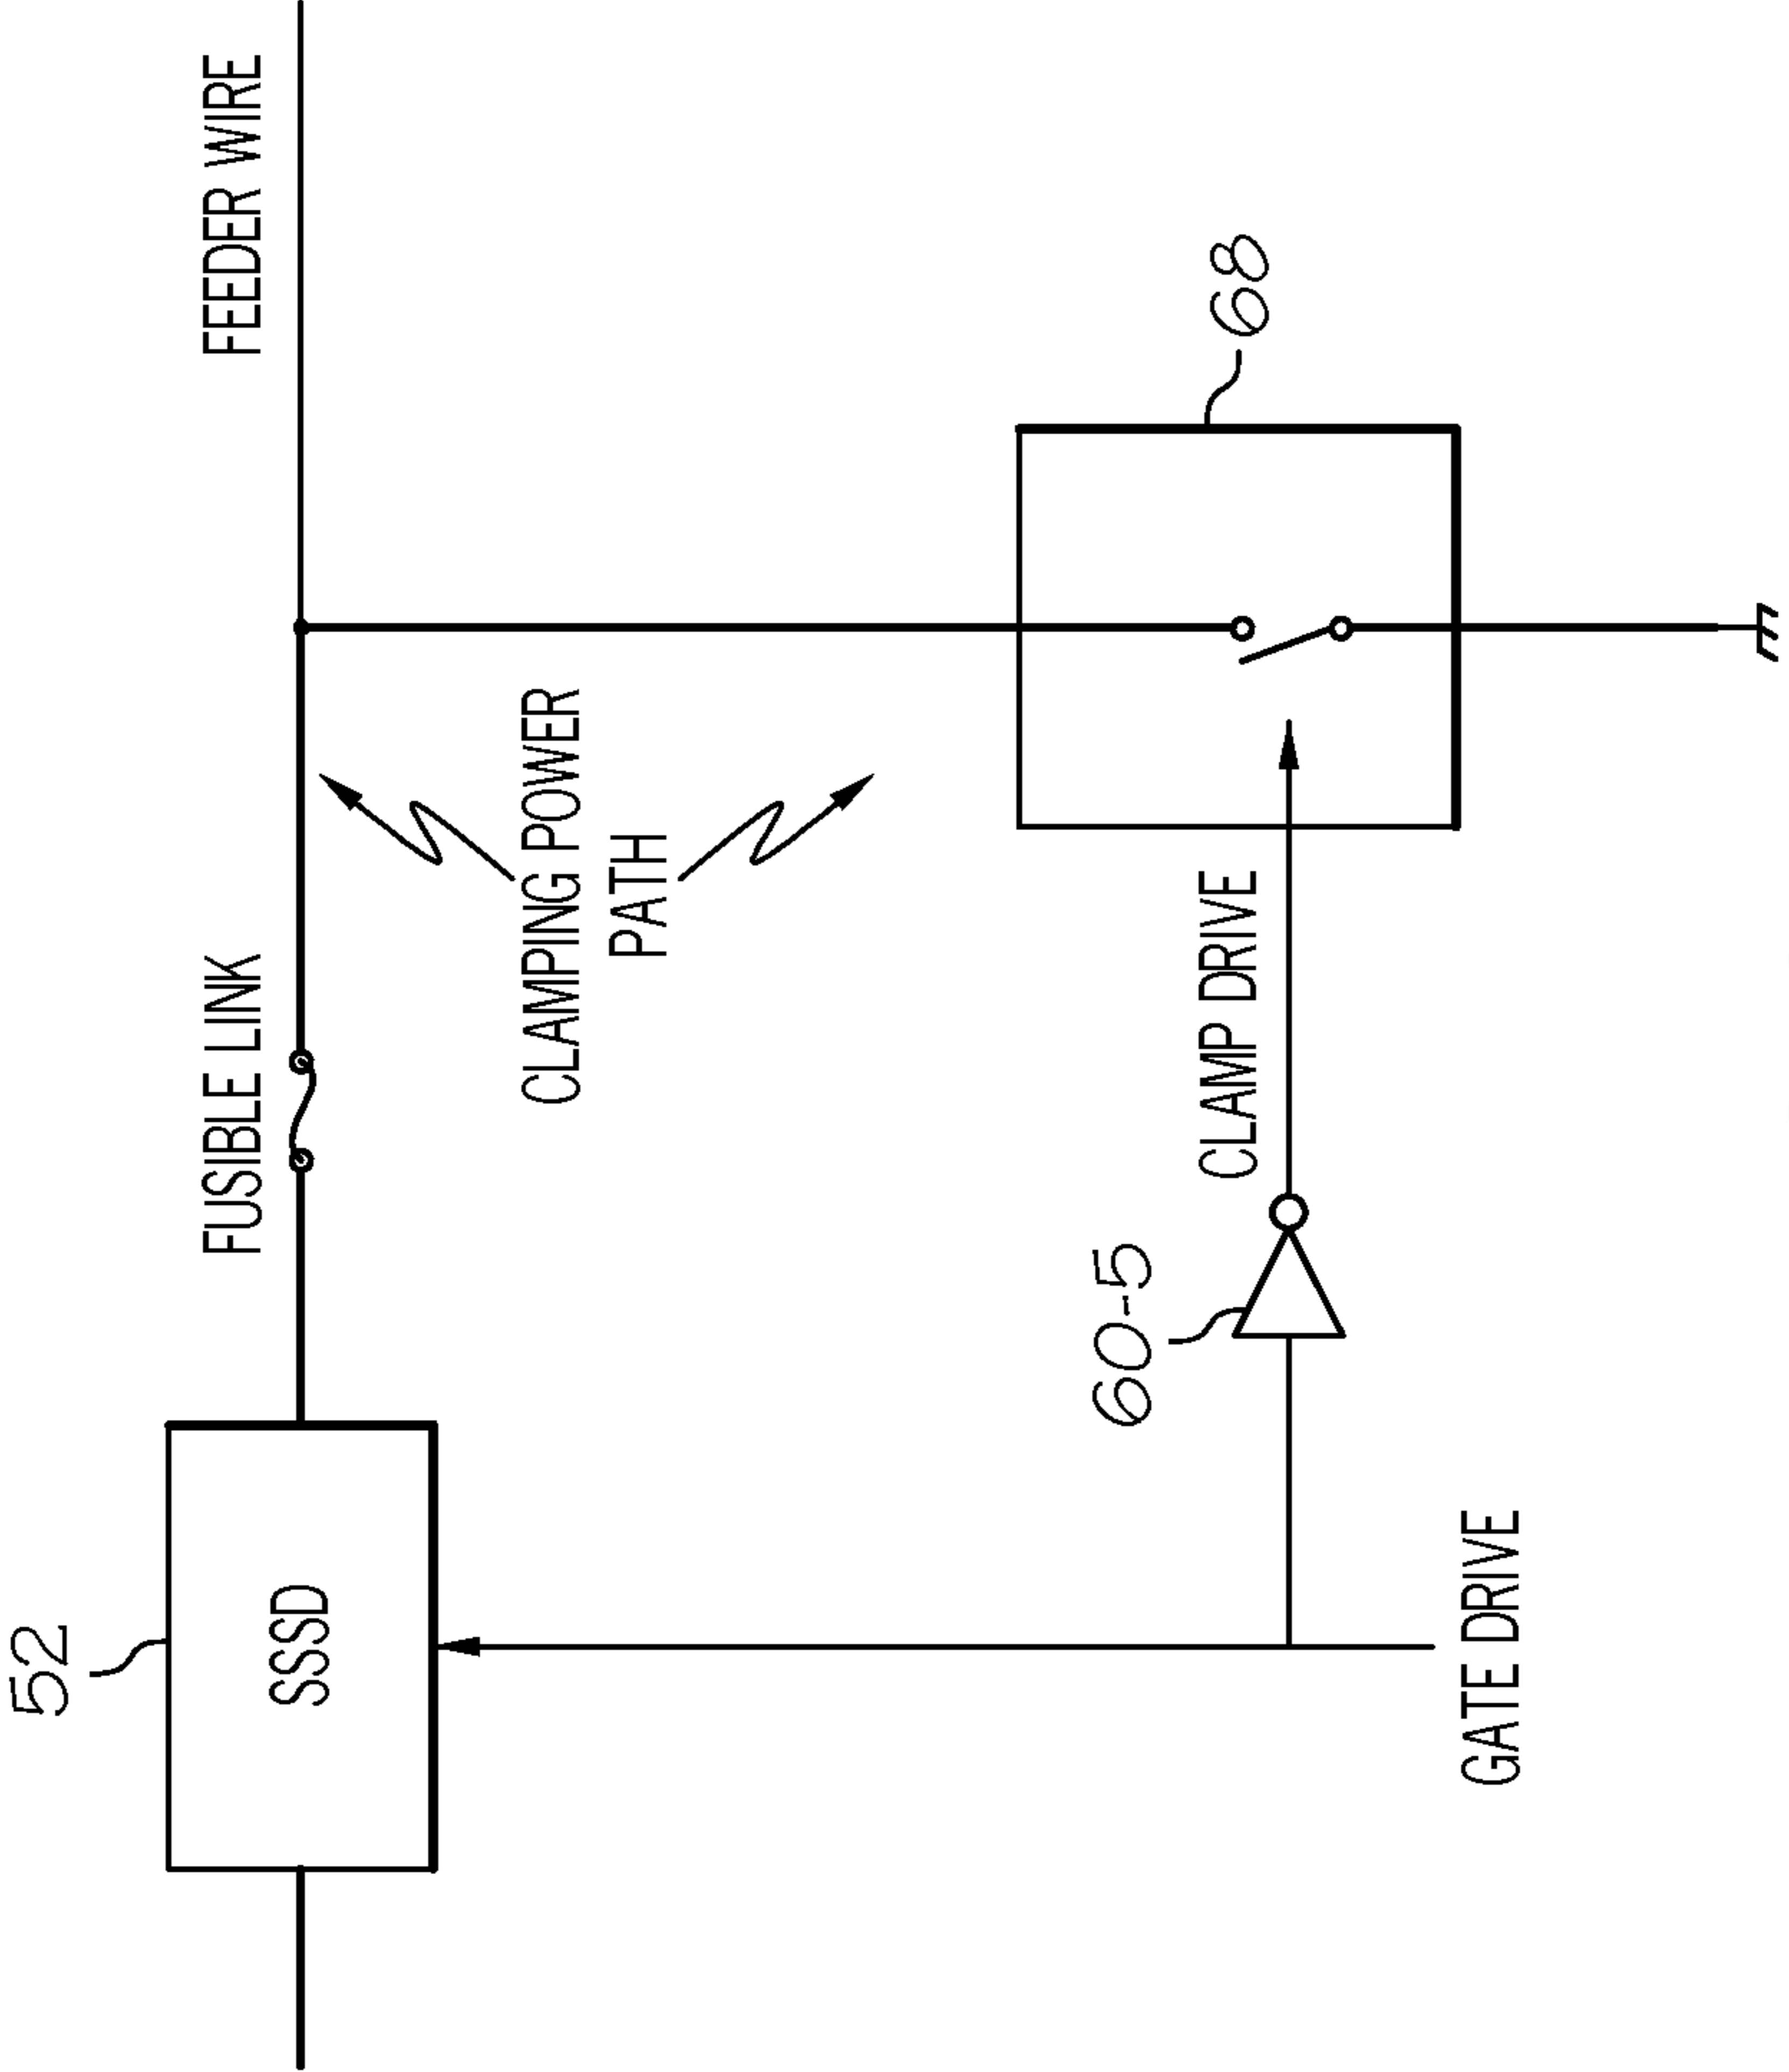 52
SSSD
FUSIBLE LINK
FEEDER WIRE
CLAMPING POWER
PATH
60-5
CLAMP DRIVE
68
GATE DRIVE